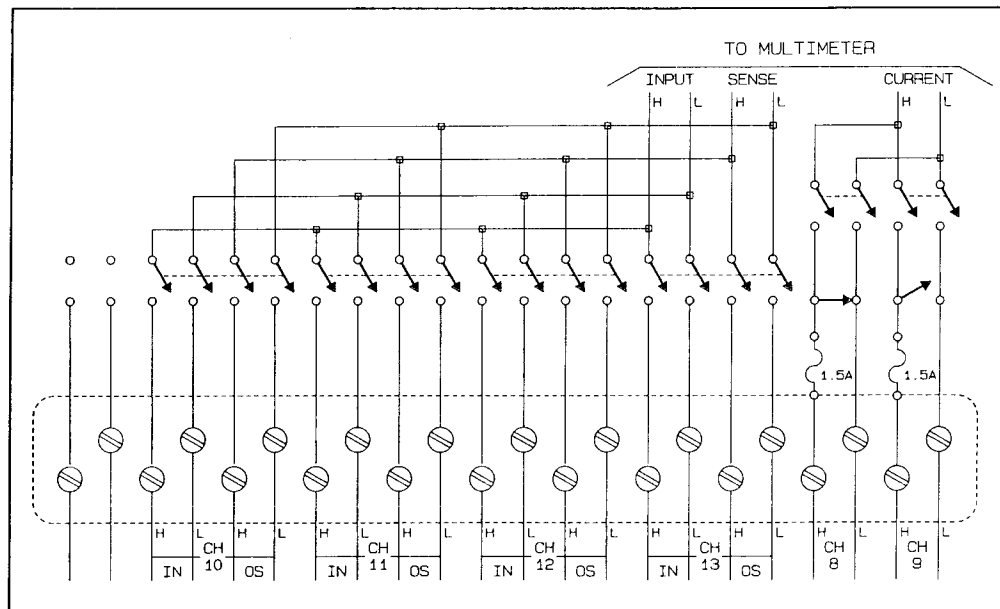 TO MULTIMETER
INPUT SENSE CURRENT
H L H L H L
1.5A 1.5A
H L H L H L H L H L H L H L H L H L H L
CH 10 CH 11 CH 12 CH 13 CH 8 CH 9
IN OS IN OS IN OS IN OS